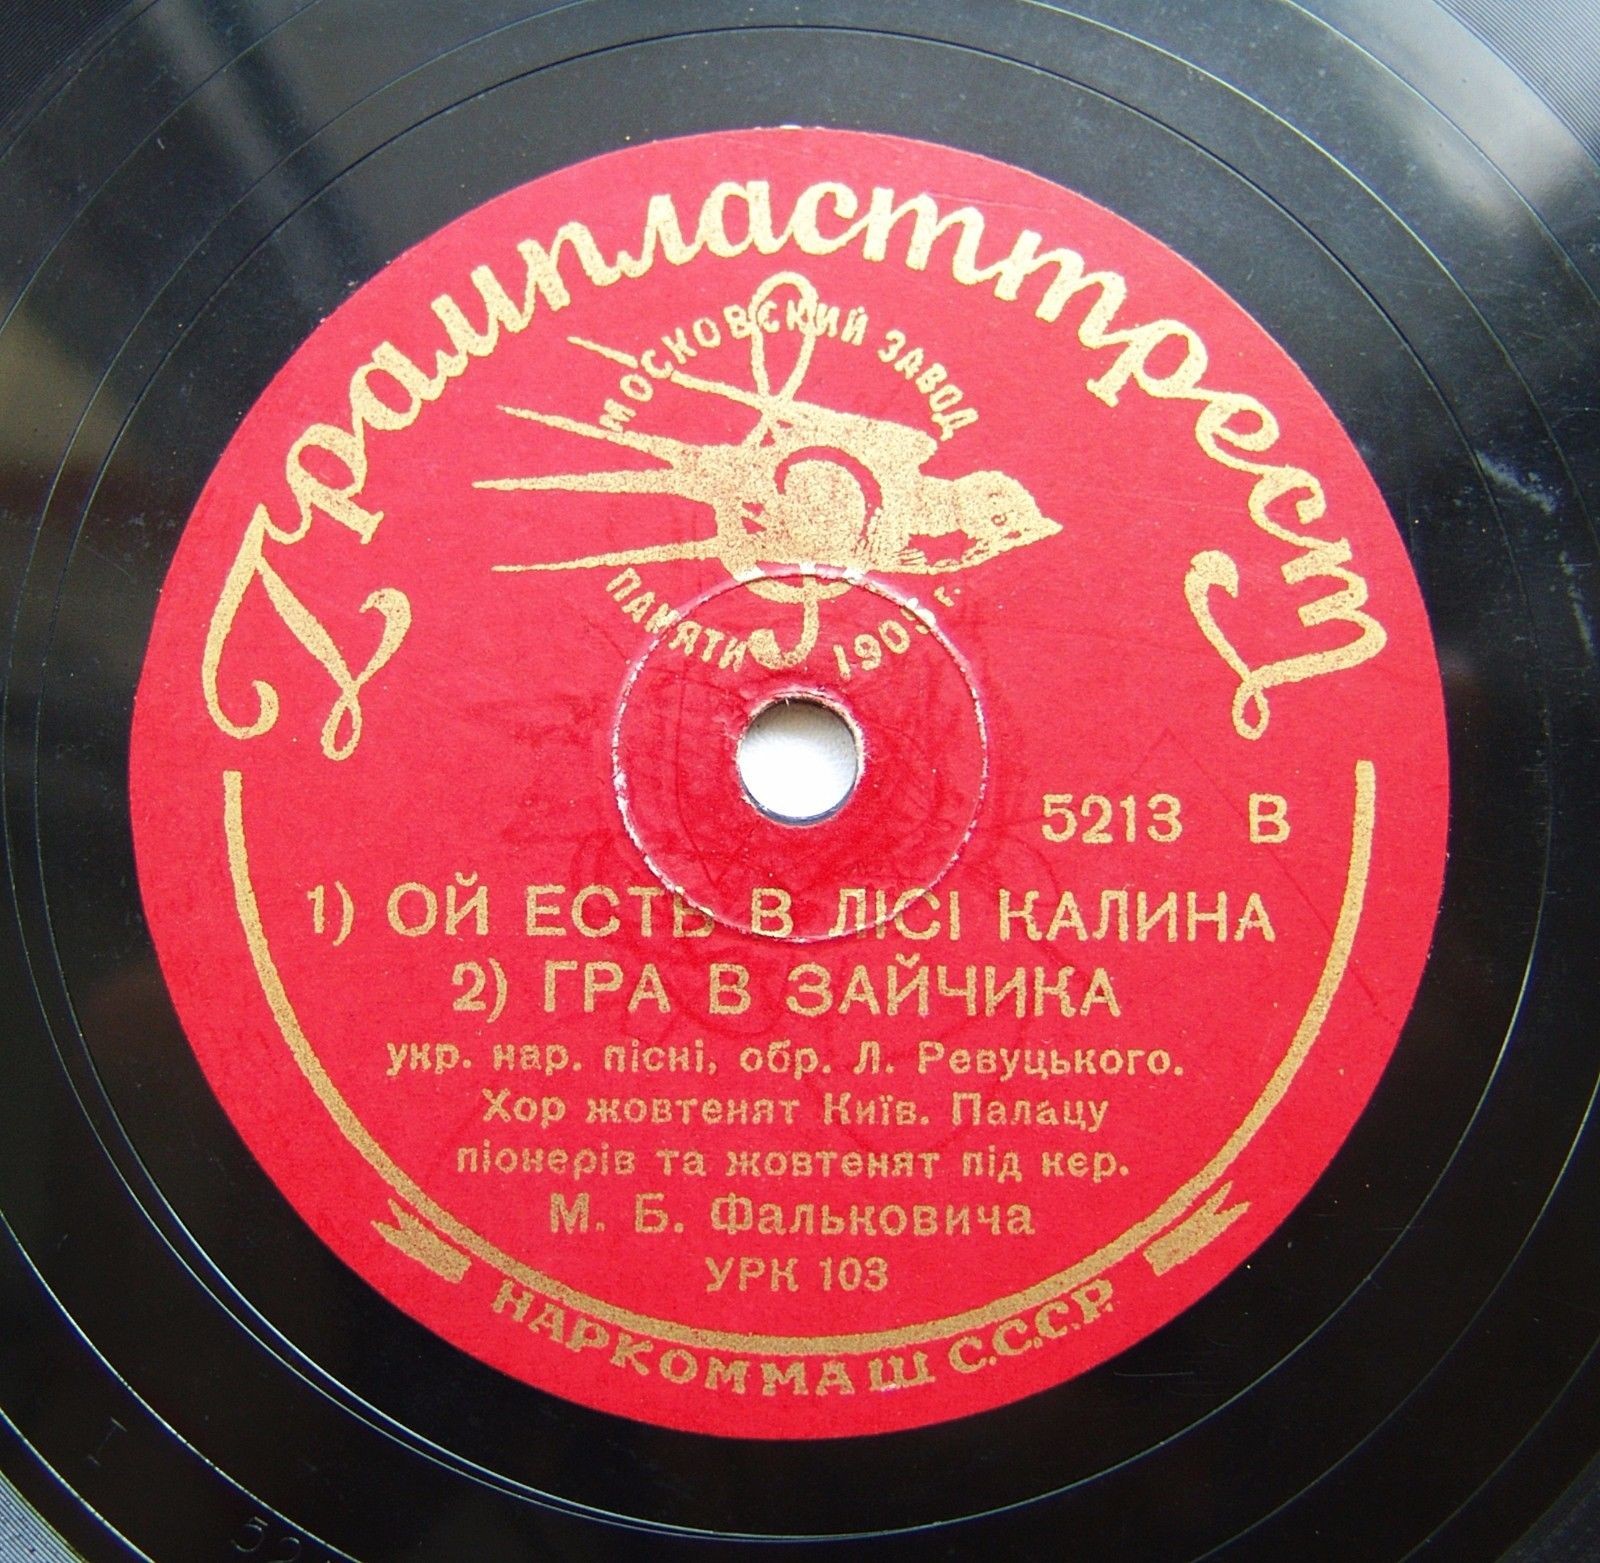 Грампласттрест
МОСКОВСКИЙ ЗАВОД
ПАМЯТИ 1905 г.
5213 В
1) ОЙ ЕСТЬ В ЛІСІ КАЛИНА
2) ГРА В ЗАЙЧИКА
укр. нар. пісні, обр. Л. Ревуцького.
Хор жовтенят Київ. Палацу
піонерів та жовтенят під кєр.
М. Б. Фальковича
УРК 103
НАРКОММАШ С.С.С.Р.